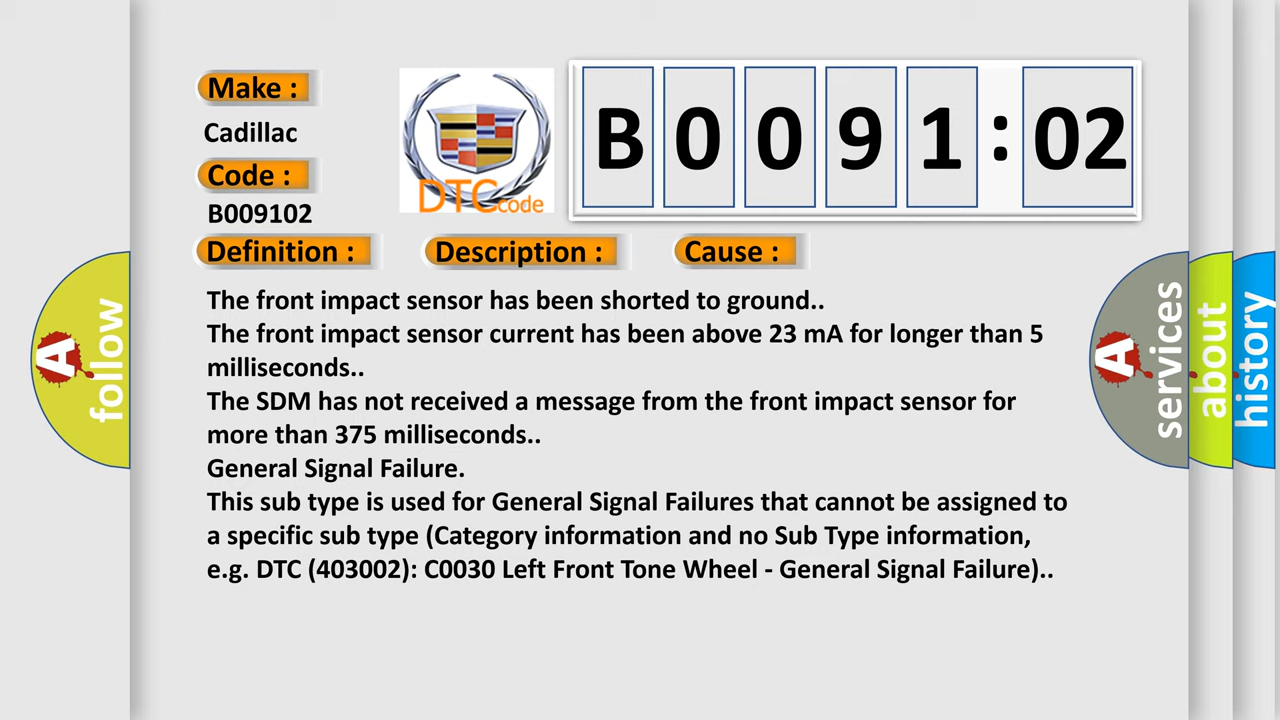 Make :
Cadillac
Code :
B009102
DTCcode
B 0 0 9 1 : 02
Definition :
Description :
Cause :
The front impact sensor has been shorted to ground..
The front impact sensor current has been above 23 mA for longer than 5
milliseconds..
The SDM has not received a message from the front impact sensor for
more than 375 milliseconds..
General Signal Failure.
This sub type is used for General Signal Failures that cannot be assigned to
a specific sub type (Category information and no Sub Type information,
e.g. DTC (403002): C0030 Left Front Tone Wheel - General Signal Failure)..
A
follow
A
services
about
history